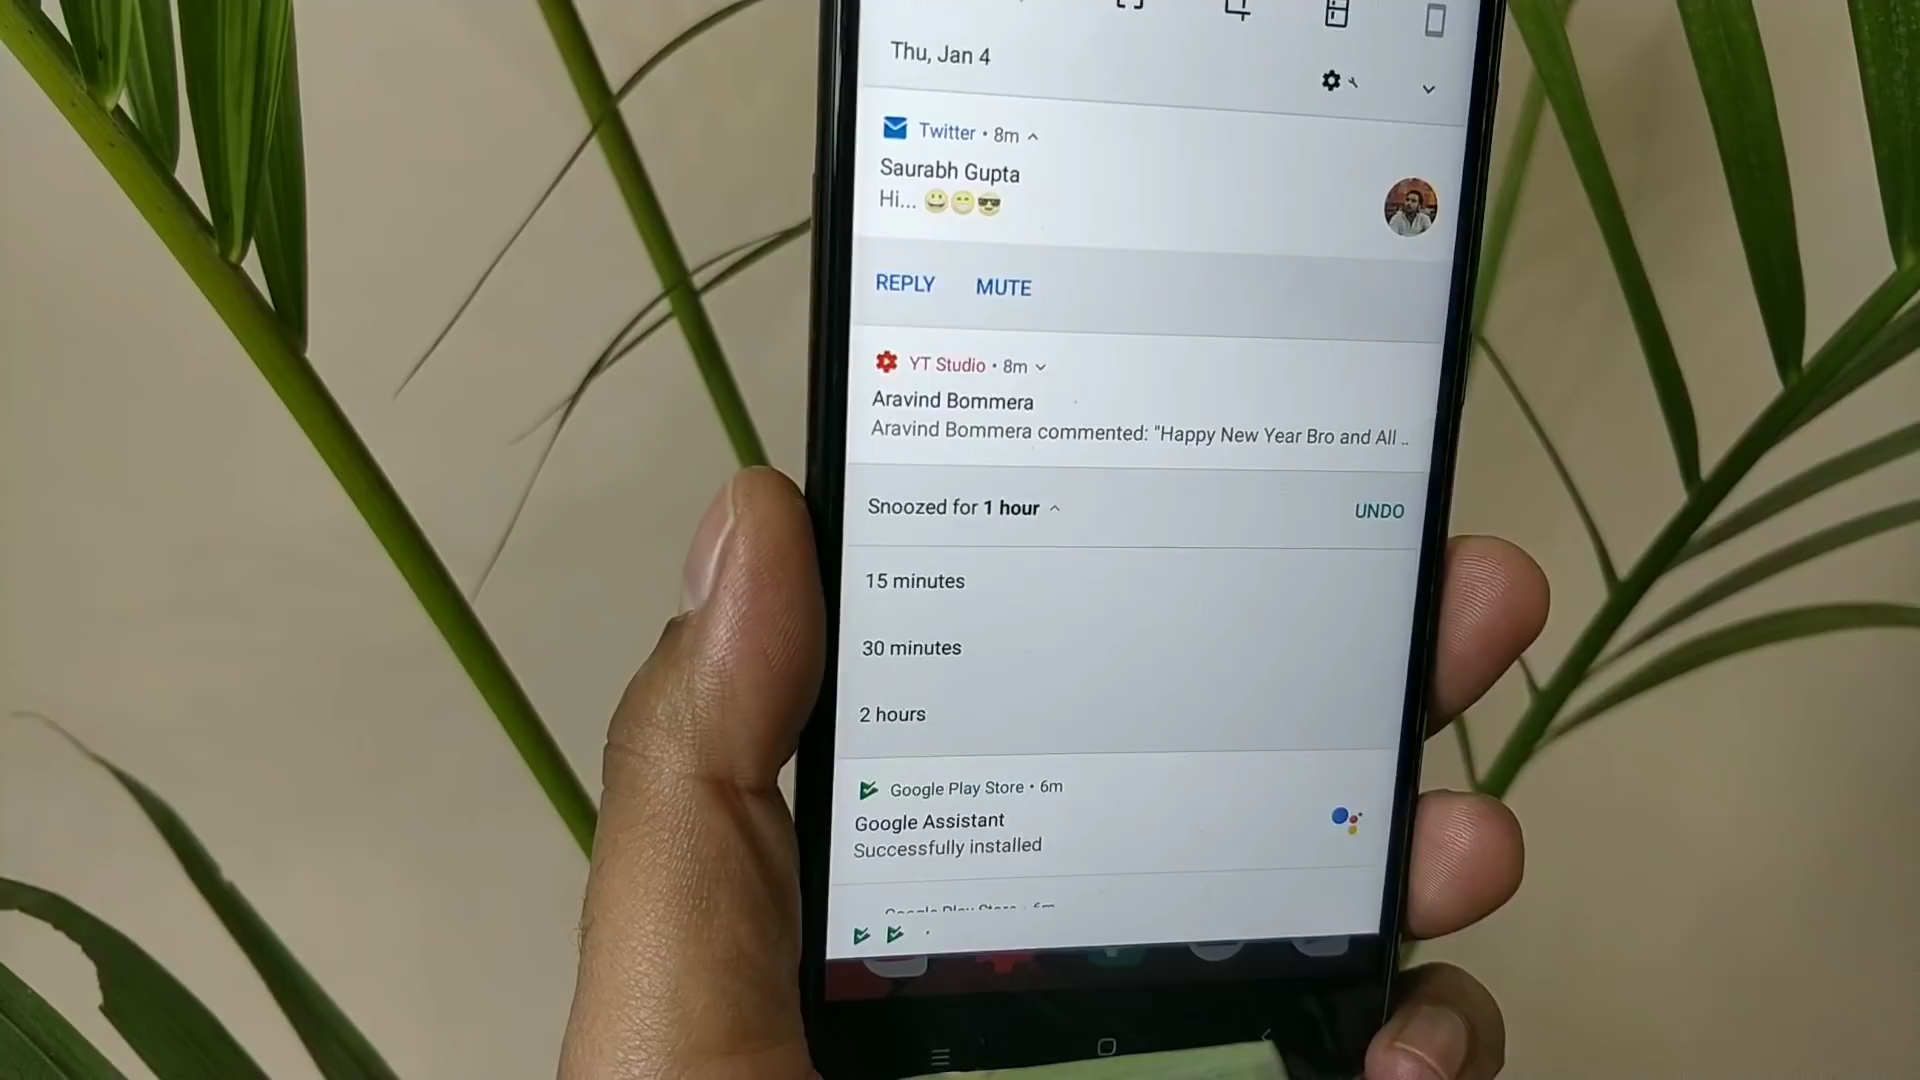 Thu, Jan 4
Twitter • 8m
Saurabh Gupta
Hi... 😀😁😎
REPLY MUTE
YT Studio • 8m
Aravind Bommera
Aravind Bommera commented: "Happy New Year Bro and All ..
Snoozed for 1 hour UNDO
15 minutes
30 minutes
2 hours
Google Play Store • 6m
Google Assistant
Successfully installed